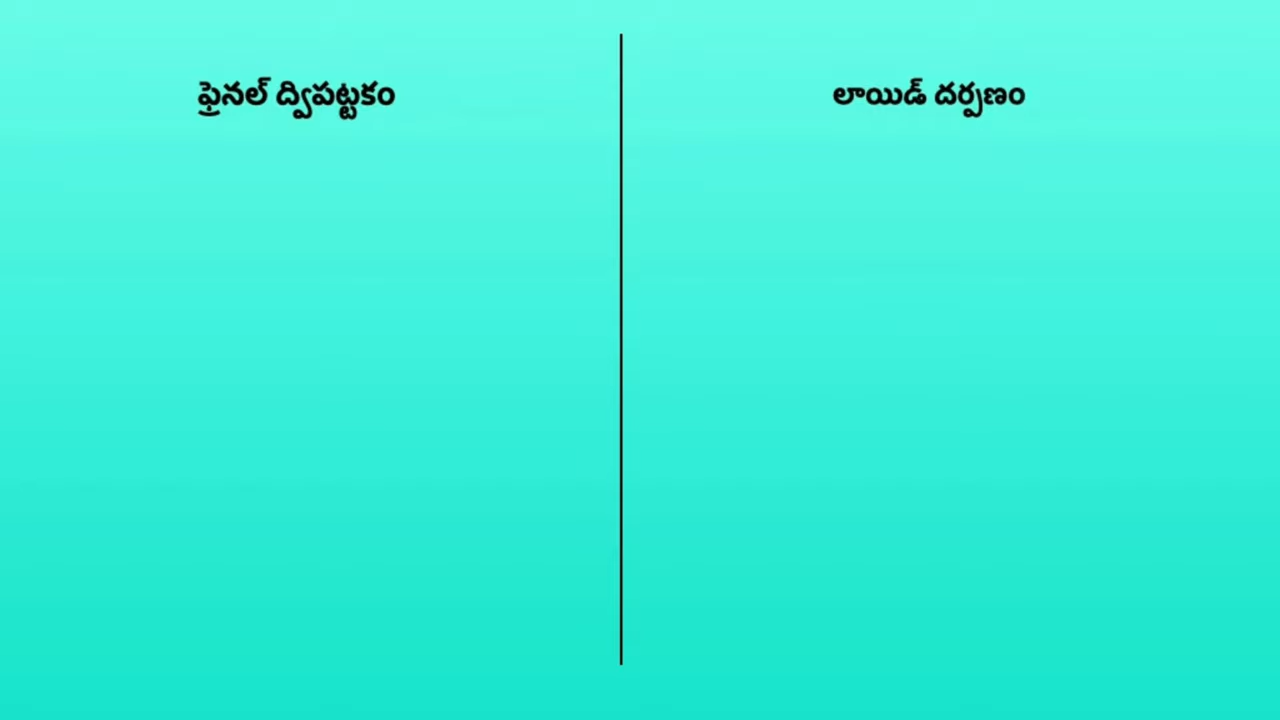 ఫ్రెనల్ ద్విపట్టకం
లాయిడ్ దర్పణం